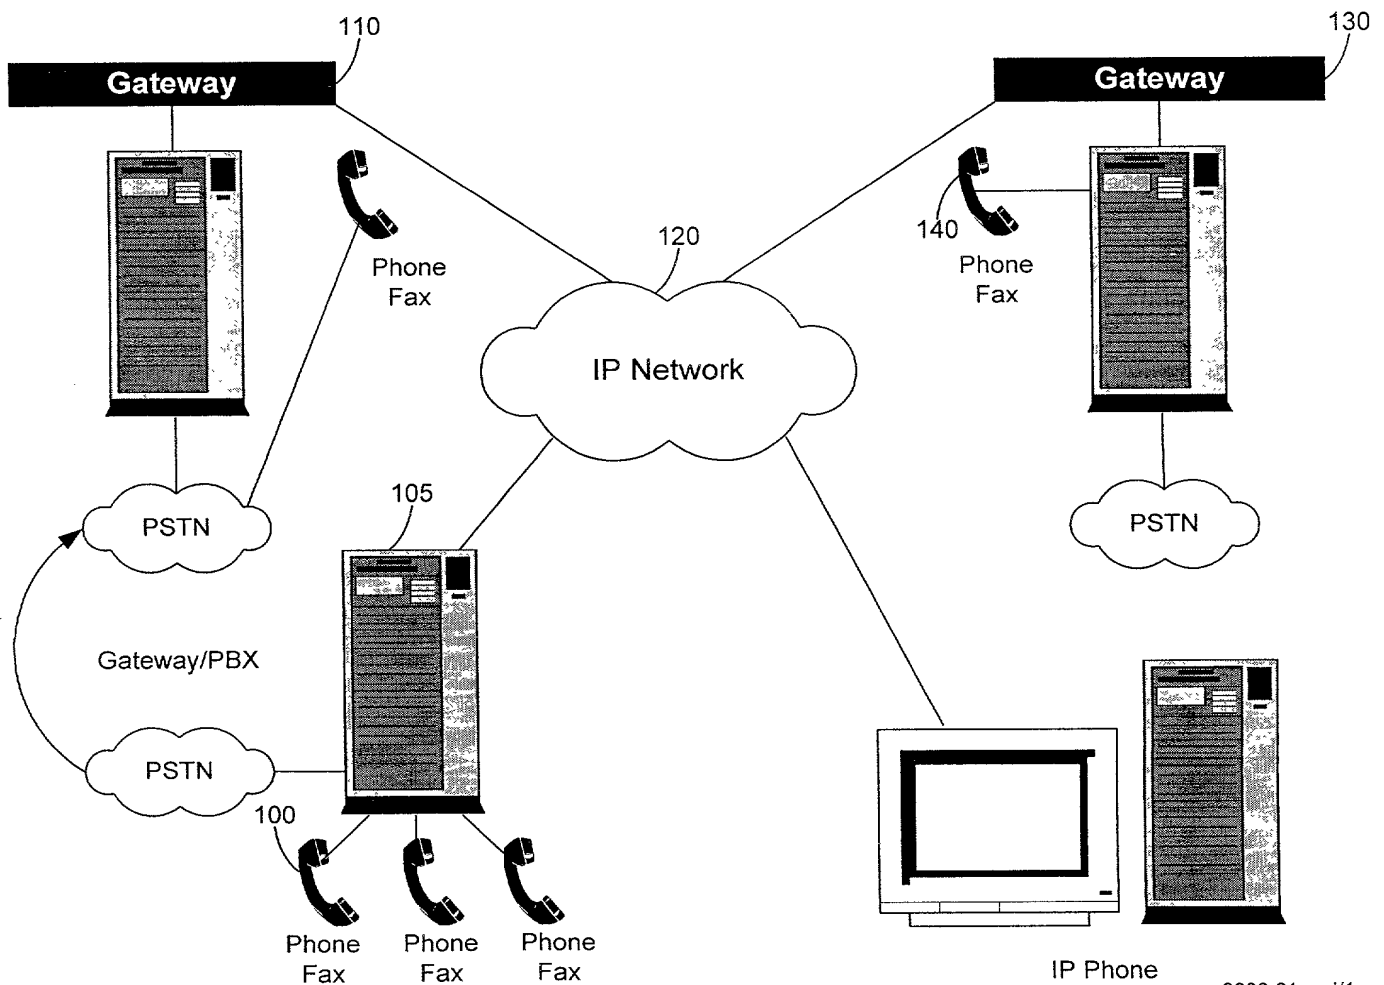 110
130
Gateway
Gateway
Phone
Fax
140
Phone
Fax
120
IP Network
PSTN
105
PSTN
Gateway/PBX
PSTN
100
Phone
Fax
Phone
Fax
Phone
Fax
IP Phone